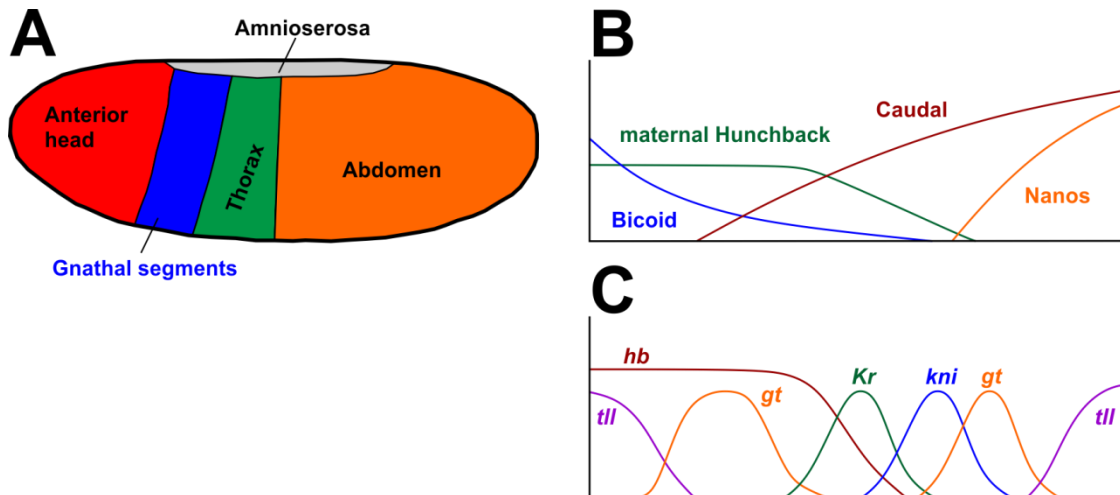 A
Amnioserosa
Anterior
head
Thorax
Abdomen
Gnathal segments
B
Caudal
maternal Hunchback
Nanos
Bicoid
C
hb
Kr
kni
gt
gt
tll
tll